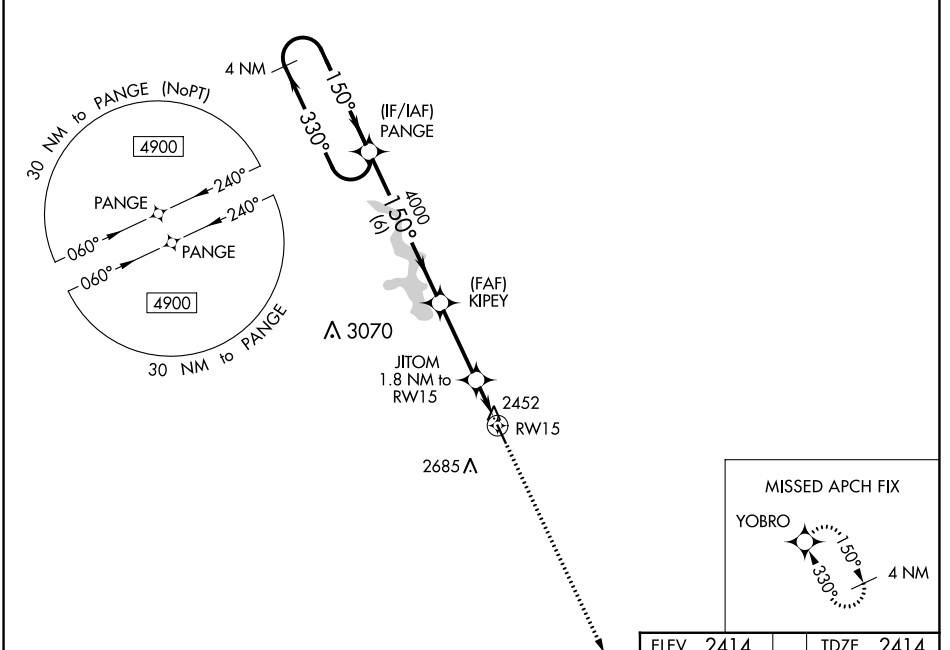 30 NM to PANGE (NoPT)
4900
240°
PANGE
060°
240°
PANGE
060°
4900
30 NM to PANGE
4 NM
150°
330°
(IF/IAF)
PANGE
4000
150°
(6)
(FAF)
KIPEY
3070
JITOM
1.8 NM to
RW15
2452
RW15
2685
MISSED APCH FIX
YOBRO
150°
330°
4 NM
ELEV 2414
TDZE 2414